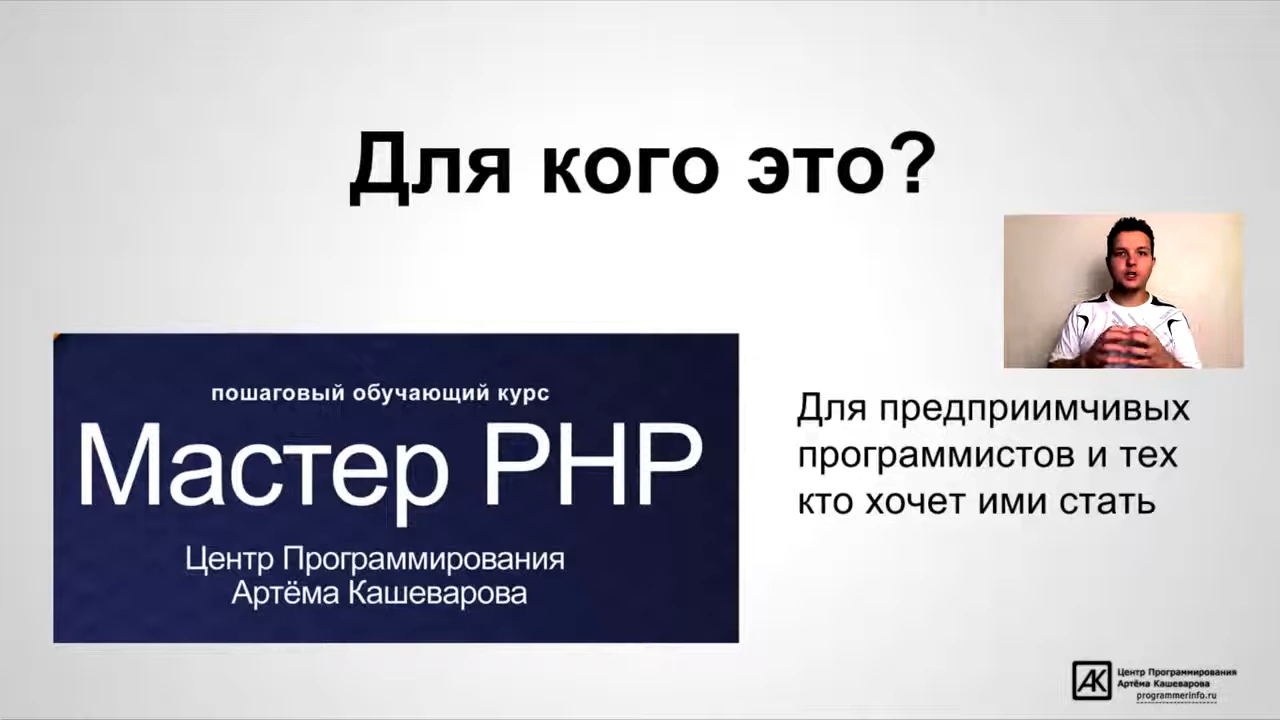 Для кого это?
пошаговый обучающий курс
Мастер PHP
Центр Программирования
Артёма Кашеварова
Для предприимчивых
программистов и тех
кто хочет ими стать
АК
Центр Программирования
Артёма Кашеварова
programmerinfo.ru